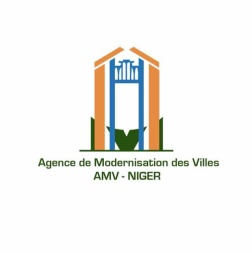 Agence de Modernisation des Villes
AMV - NIGER